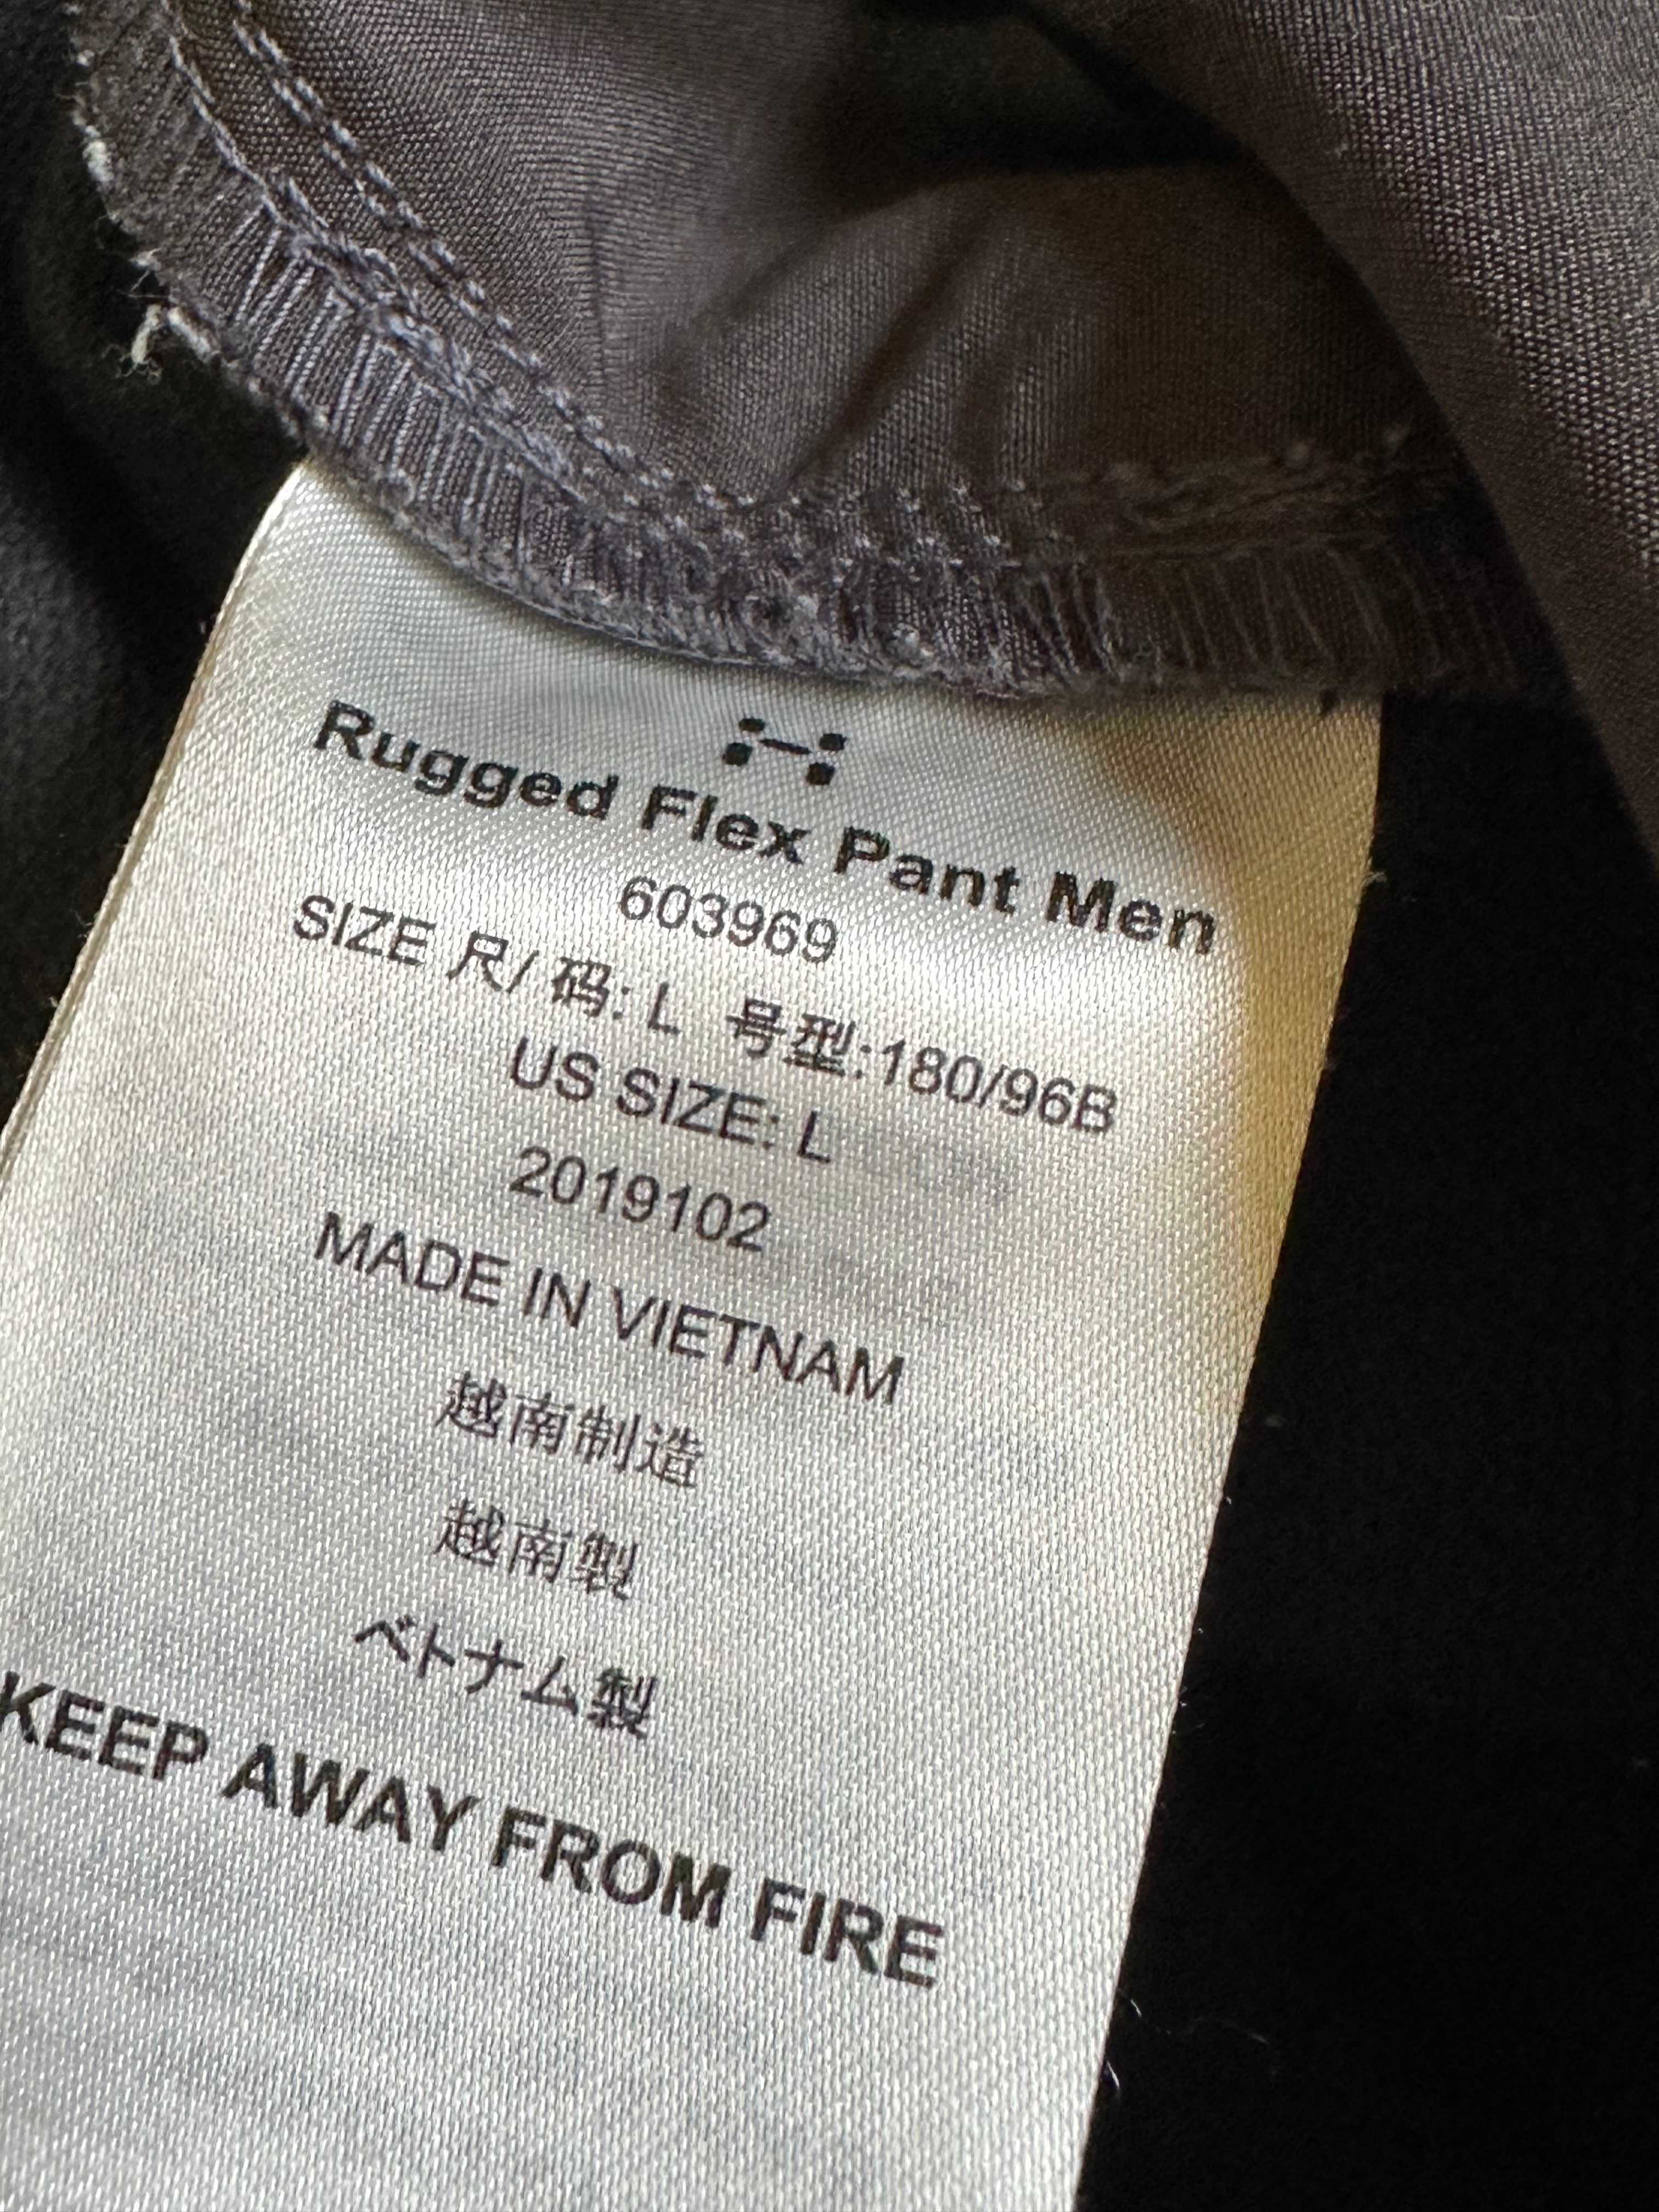 Rugged Flex Pant Men
603969
SIZE 尺/ 码: L 号型:180/96B
US SIZE: L
2019102
MADE IN VIETNAM
越南制造
越南製
ベトナム製
KEEP AWAY FROM FIRE